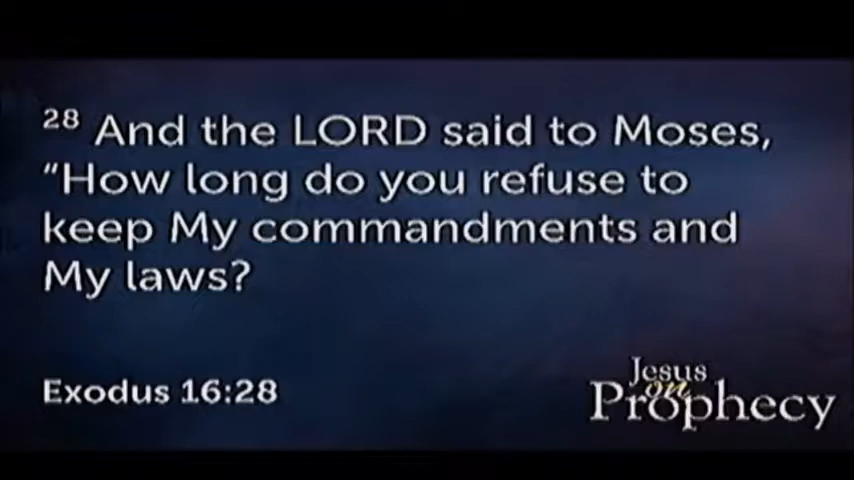 28 And the LORD said to Moses,
“How long do you refuse to
keep My commandments and
My laws?
Exodus 16:28
Jesus
on
Prophecy